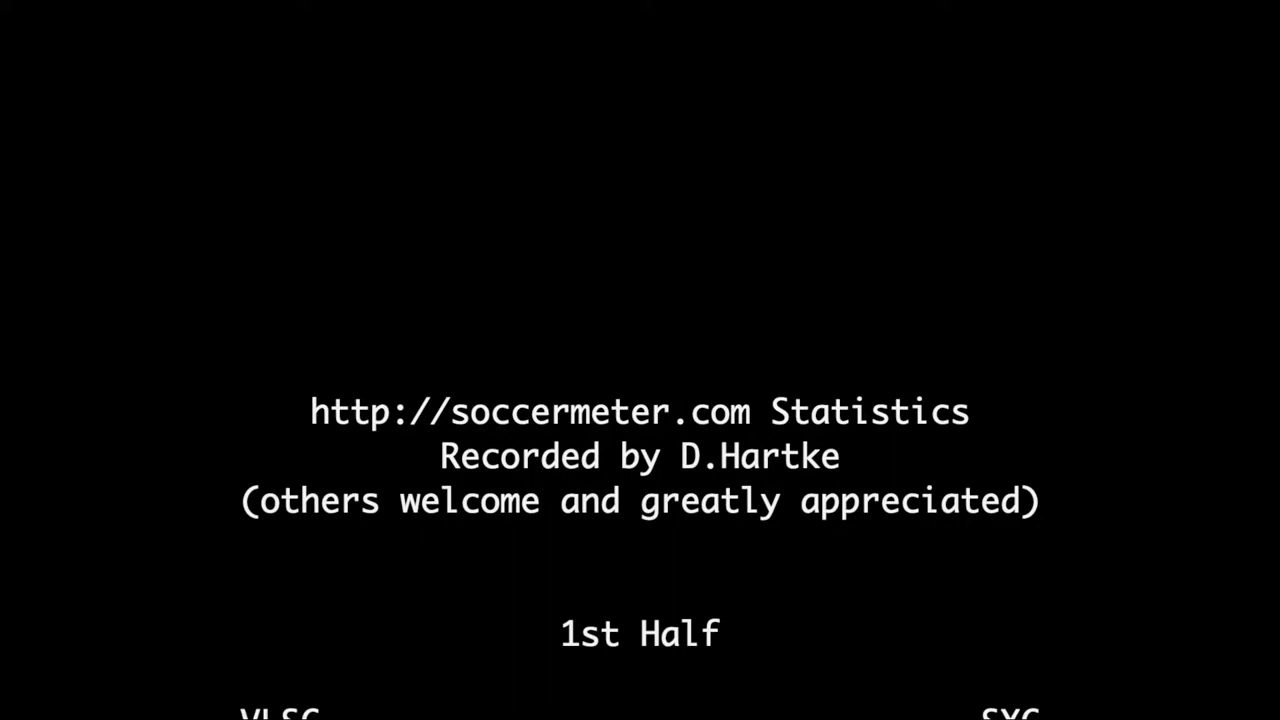 http://soccermeter.com Statistics
Recorded by D.Hartke
(others welcome and greatly appreciated)
1st Half